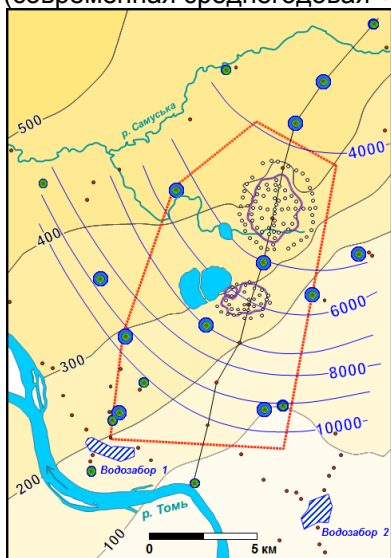 (современная среднегодовая
500
р. Самуська
4000
400
6000
300
8000
10000
Водозабор 1
200
р. Томь
100
0
5 км
Водозабор 2